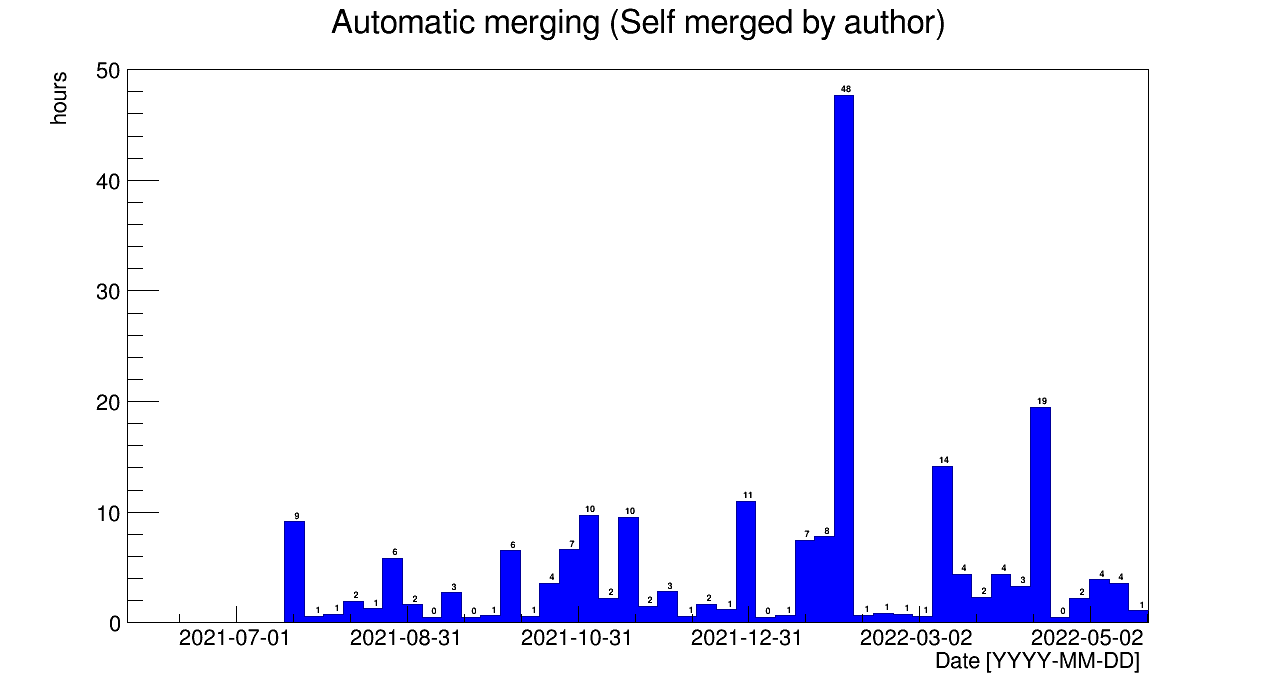 Automatic merging (Self merged by author)
hours
50
40
30
20
10
0
9 1 1 2 1 6 2 0 3 0 1 6 1 4 7 10 2 10 2 3 1 2 1 11 0 1 7 8 48 1 1 1 1 14 4 2 4 3 19 0 2 4 4 1
2021-07-01 2021-08-31 2021-10-31 2021-12-31 2022-03-02 2022-05-02
Date [YYYY-MM-DD]